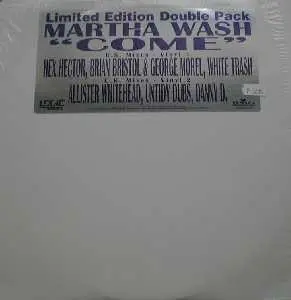 Limited Edition Double Pack
MARTHA WASH
"COME"
U.S. Mixes - Vinyl 1
HEX HECTOR, BRIAN BRISTOL & GEORGE MOREL, WHITE TRASH
U.K. Mixes - Vinyl 2
ALLISTER WHITEHEAD, UNTIDY DUBS, DANNY D.